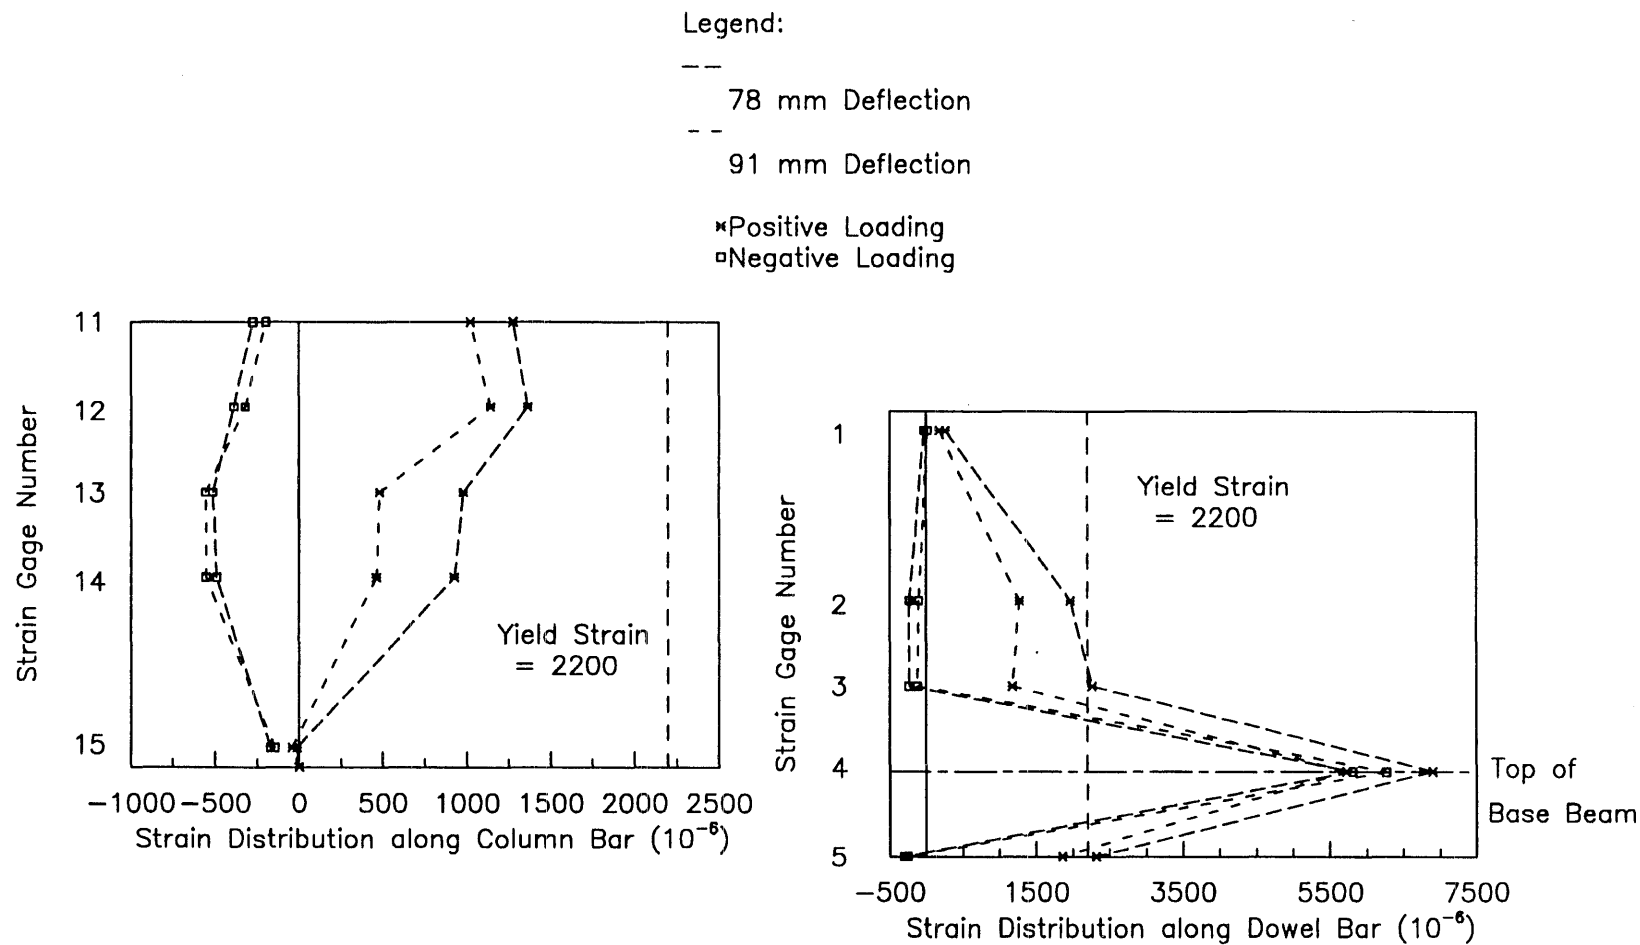 Legend:
78 mm Deflection
91 mm Deflection
Positive Loading
Negative Loading
11
12
13
14
15
Strain Gage Number
Yield Strain
= 2200
−1000 −500 0 500 1000 1500 2000 2500
Strain Distribution along Column Bar (10⁻⁶)
1
2
3
4
5
Strain Gage Number
Yield Strain
= 2200
Top of
Base Beam
−500 1500 3500 5500 7500
Strain Distribution along Dowel Bar (10⁻⁶)